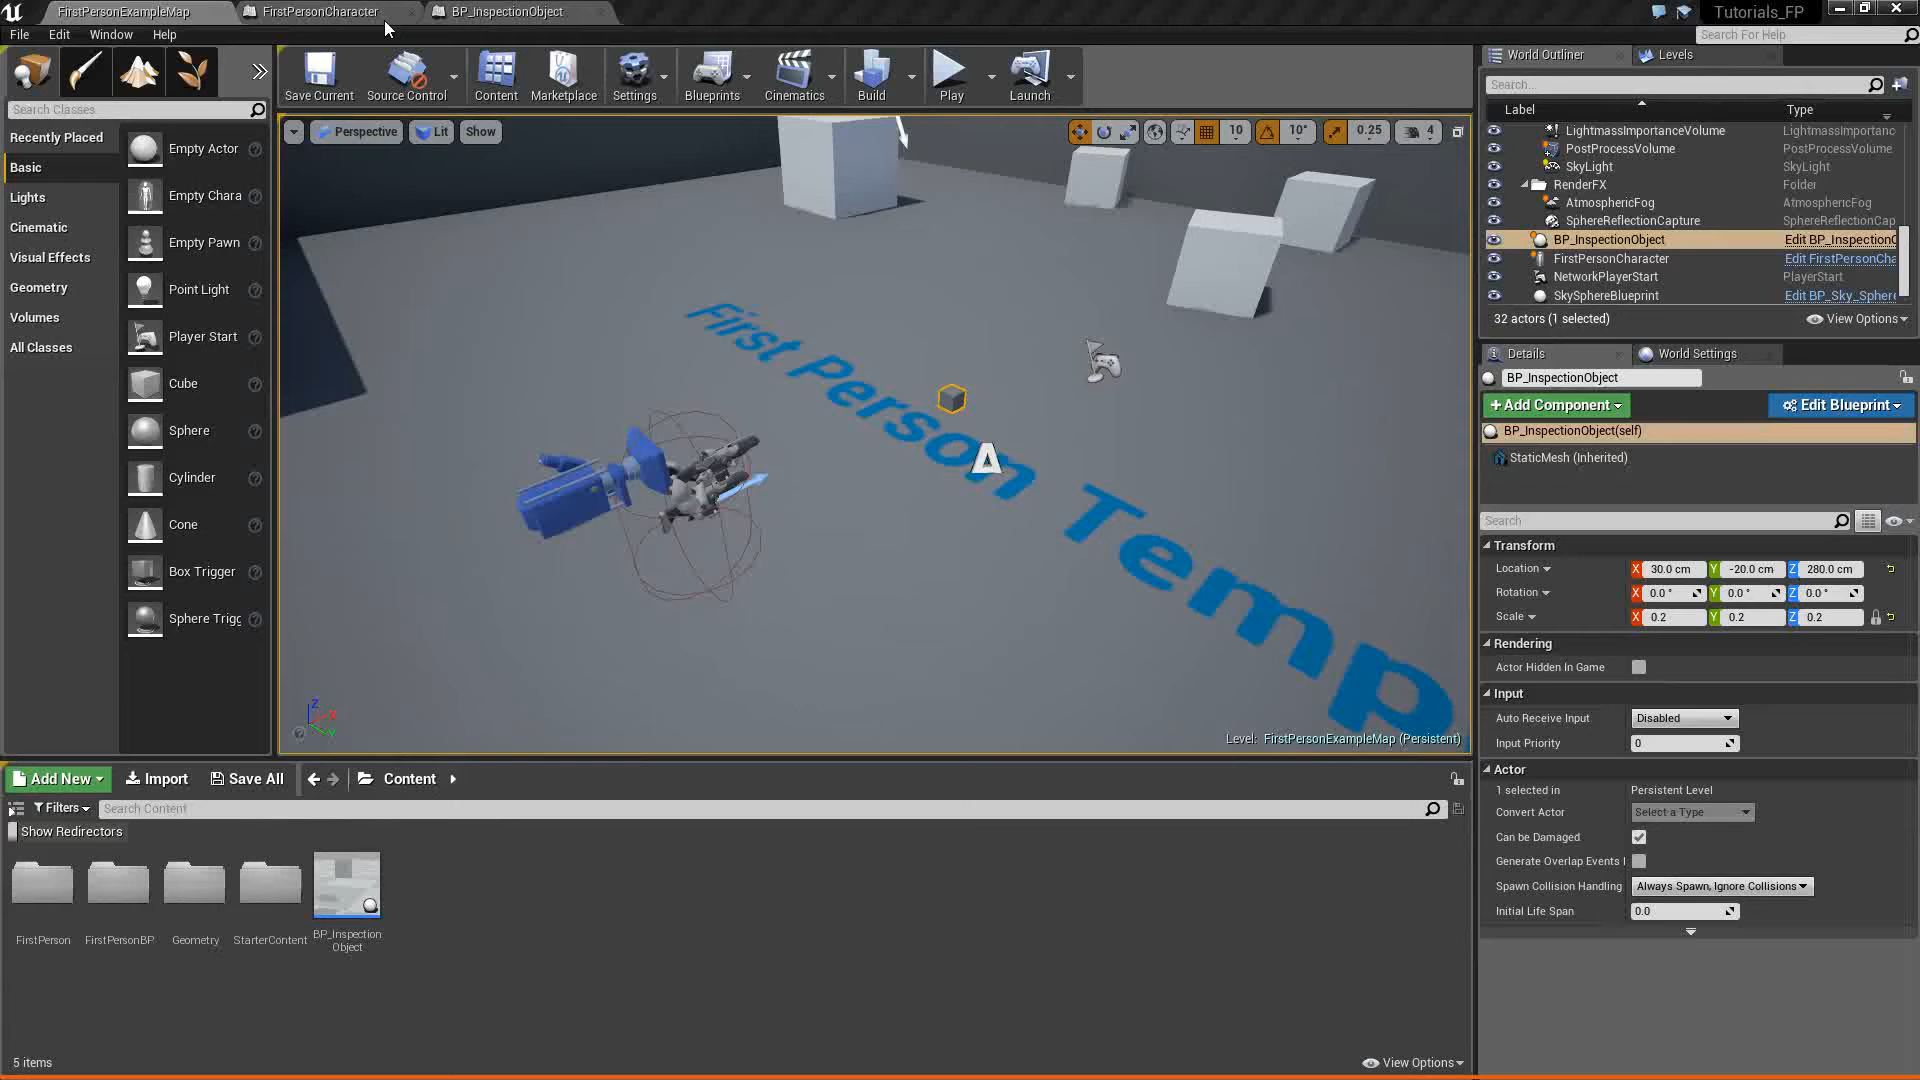 FirstPersonExampleMap
FirstPersonCharacter
BP_InspectionObject
Tutorials_FP
File
Edit
Window
Help
Search For Help
Save Current
Source Control
Content
Marketplace
Settings
Blueprints
Cinematics
Build
Play
Launch
Search Classes
Recently Placed
Basic
Lights
Cinematic
Visual Effects
Geometry
Volumes
All Classes
Empty Actor
Empty Chara
Empty Pawn
Point Light
Player Start
Cube
Sphere
Cylinder
Cone
Box Trigger
Sphere Trigg
Perspective
Lit
Show
10
10°
0.25
4
First Person Temp
A
Z
X
Y
Level: FirstPersonExampleMap (Persistent)
World Outliner
Levels
Search...
Label
Type
LightmassImportanceVolume
LightmassImportanc
PostProcessVolume
PostProcessVolume
SkyLight
SkyLight
RenderFX
Folder
AtmosphericFog
AtmosphericFog
SphereReflectionCapture
SphereReflectionCap
BP_InspectionObject
Edit BP_InspectionO
FirstPersonCharacter
Edit FirstPersonCha
NetworkPlayerStart
PlayerStart
SkySphereBlueprint
Edit BP_Sky_Sphere
32 actors (1 selected)
View Options
Details
World Settings
BP_InspectionObject
+Add Component
Edit Blueprint
BP_InspectionObject(self)
StaticMesh (Inherited)
Search
Transform
Location
X 30.0 cm Y -20.0 cm Z 280.0 cm
Rotation
X 0.0 ° Y 0.0 ° Z 0.0 °
Scale
X 0.2 Y 0.2 Z 0.2
Rendering
Actor Hidden In Game
Input
Auto Receive Input
Disabled
Input Priority
0
Actor
1 selected in
Persistent Level
Convert Actor
Select a Type
Can be Damaged
Generate Overlap Events
Spawn Collision Handling
Always Spawn, Ignore Collisions
Initial Life Span
0.0
Add New
Import
Save All
Content
Filters
Search Content
Show Redirectors
FirstPerson
FirstPersonBP
Geometry
StarterContent
BP_Inspection
Object
5 items
View Options